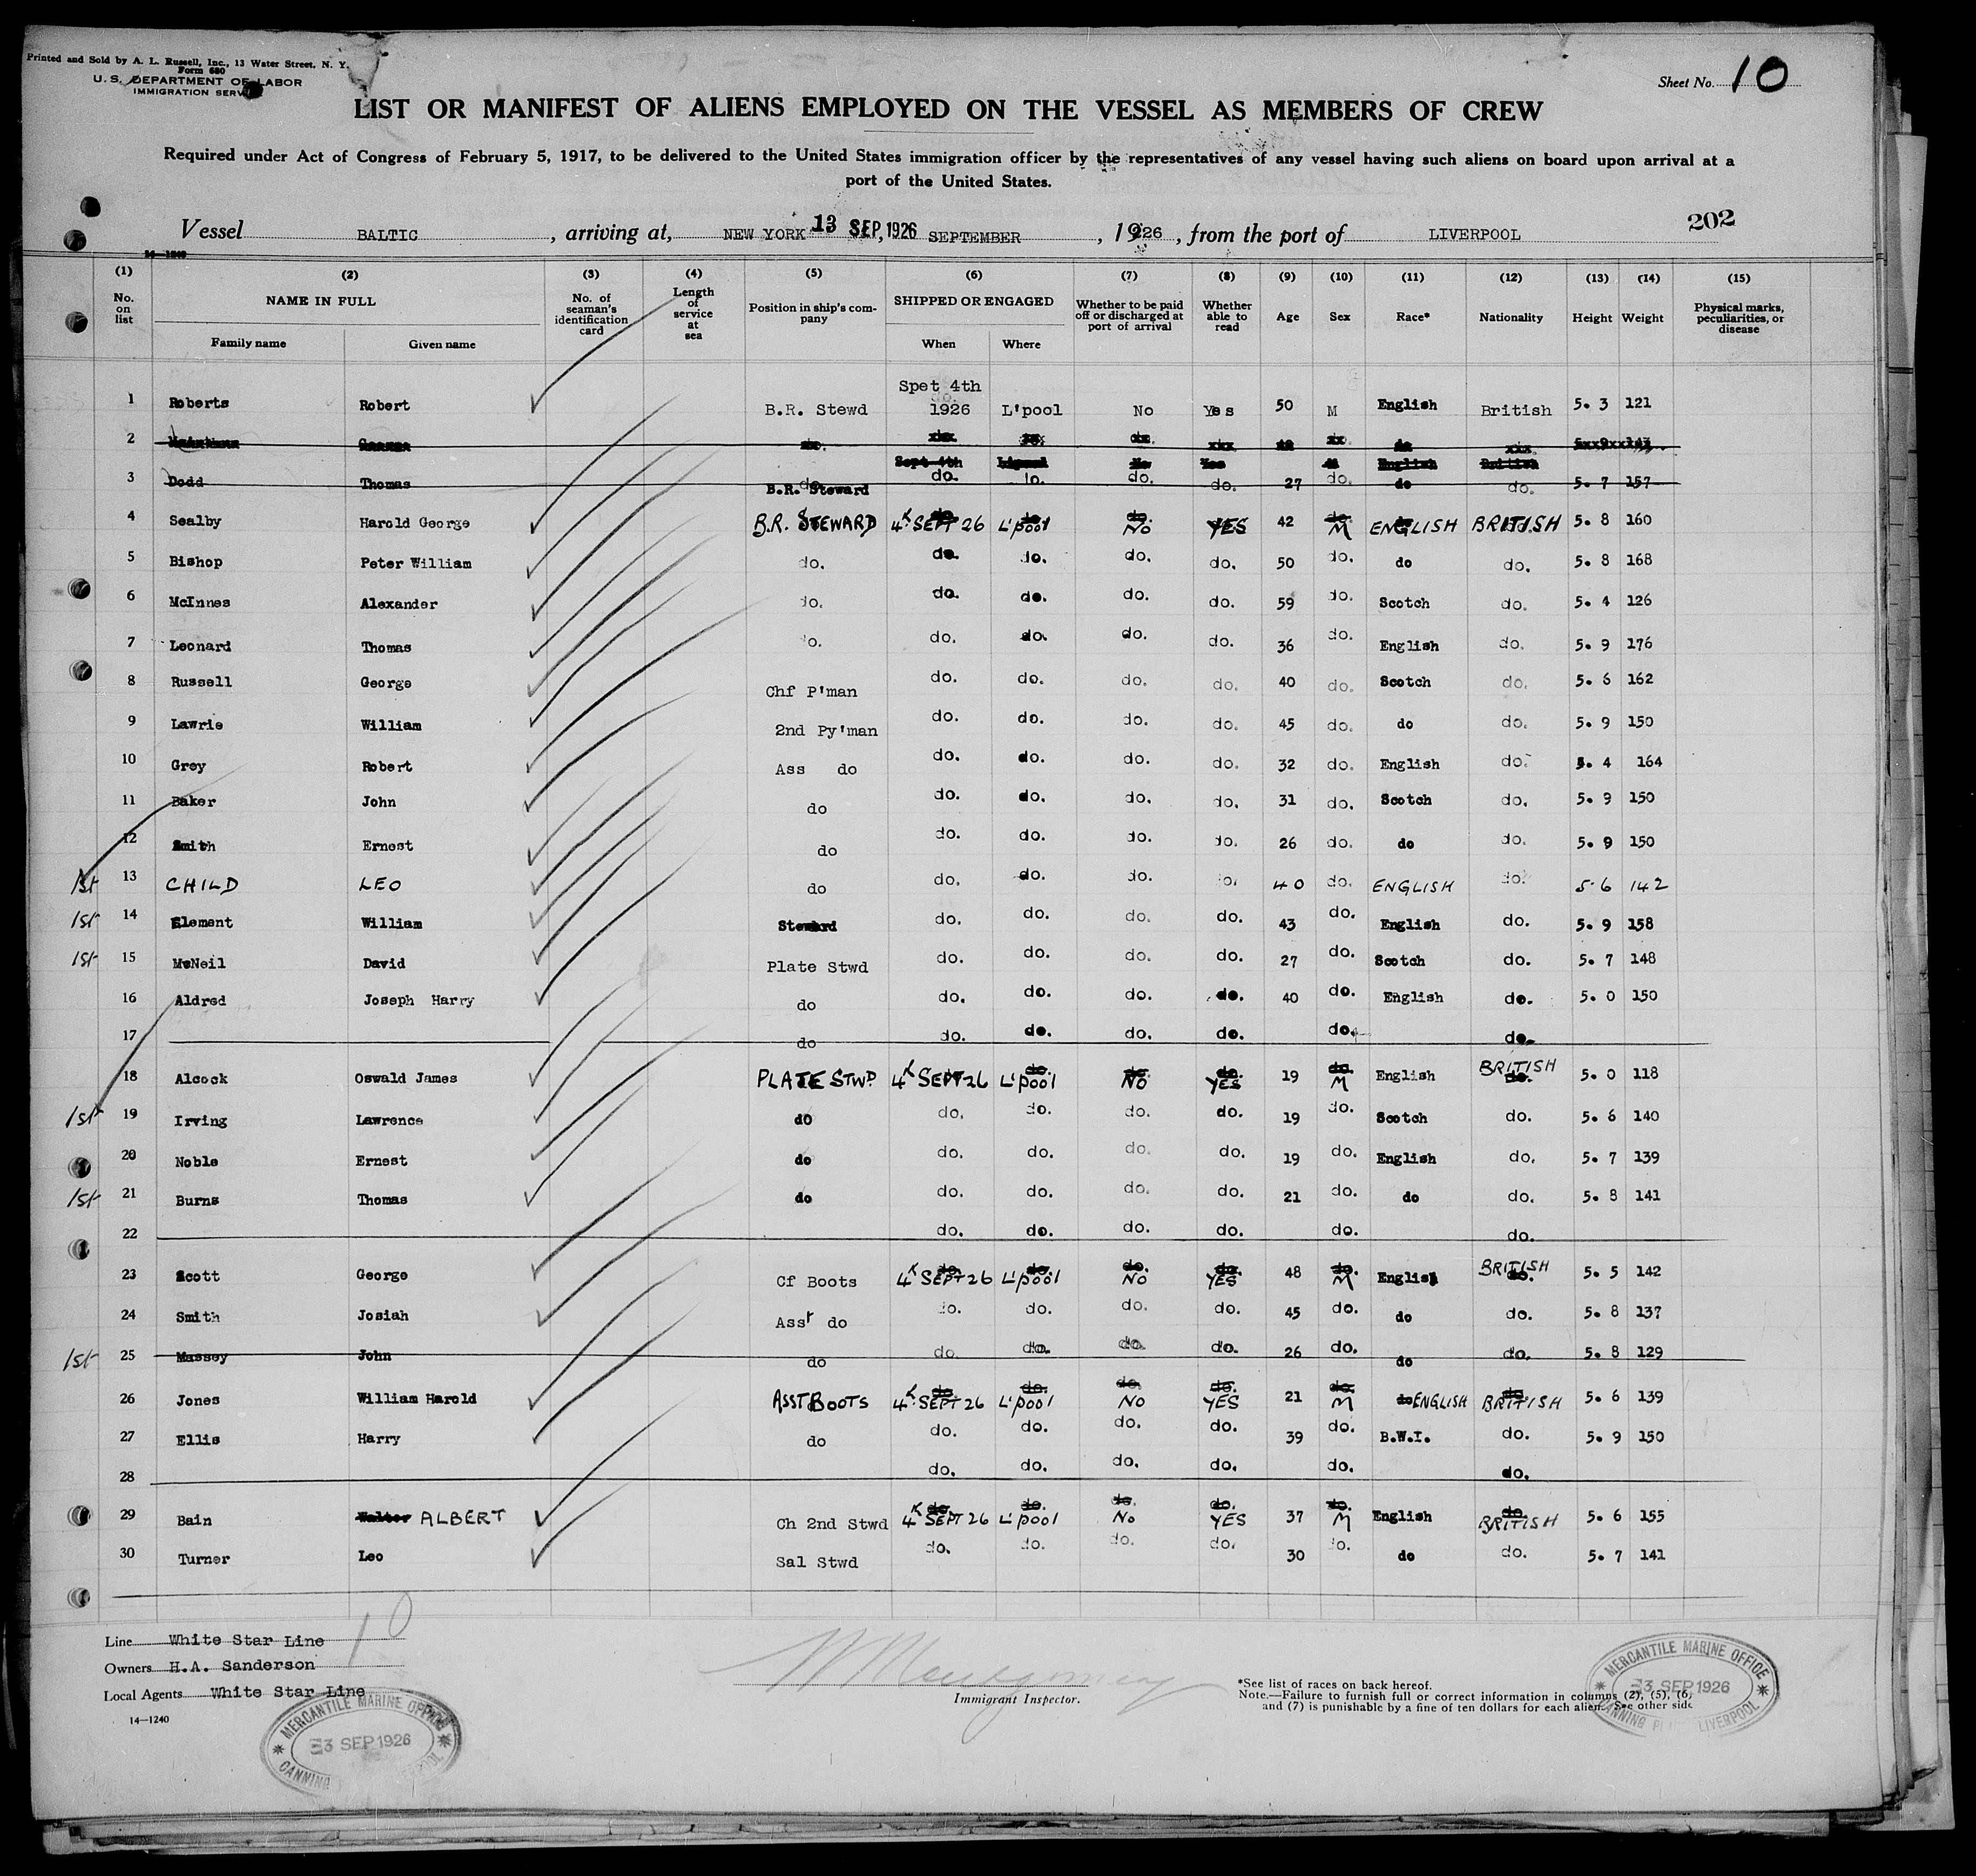 Printed and Sold by A. L. Russell, Inc., 13 Water Street, N. Y.
Form 680
U. S. DEPARTMENT OF LABOR
IMMIGRATION SERVICE
Sheet No. 10
LIST OR MANIFEST OF ALIENS EMPLOYED ON THE VESSEL AS MEMBERS OF CREW
Required under Act of Congress of February 5, 1917, to be delivered to the United States immigration officer by the representatives of any vessel having such aliens on board upon arrival at a
port of the United States.
202
Vessel BALTIC, arriving at, NEW YORK 13 SEP, 1926 SEPTEMBER, 1926, from the port of LIVERPOOL
14—1240
(1) (2) (3) (4) (5) (6) (7) (8) (9) (10) (11) (12) (13) (14) (15)
No. on list NAME IN FULL No. of seaman's identification card Length of service at sea Position in ship's company SHIPPED OR ENGAGED Whether to be paid off or discharged at port of arrival Whether able to read Age Sex Race* Nationality Height Weight Physical marks, peculiarities, or disease
Family name Given name When Where
1 Roberts Robert B.R. Stewd Spet 4th 1926 L'pool No Yes 50 M English British 5. 3 121
2
Sept 4th No Yes M English British
3 Dodd Thomas B.R. Steward do. do. do. do. 27 do. do do. 5. 7 157
4 Sealby Harold George B.R. STEWARD 4th SEPT 26 L'pool No YES 42 M ENGLISH BRITISH 5. 8 160
5 Bishop Peter William do. do. do. do. do. 50 do. do do. 5. 8 168
6 McInnes Alexander do. do. do. do. do. 59 do. Scotch do. 5. 4 126
7 Leonard Thomas do. do. do. do. do. 36 do. English do. 5. 9 176
8 Russell George Chf P'man do. do. do. do. 40 do. Scotch do. 5. 6 162
9 Lawrie William 2nd Py'man do. do. do. do. 45 do. do do. 5. 9 150
10 Grey Robert Ass do do. do. do. do. 32 do. English do. 5. 4 164
11 Baker John do do. do. do. do. 31 do. Scotch do. 5. 9 150
12 Smith Ernest do do. do. do. do. 26 do. do do. 5. 9 150
1st 13 CHILD LEO do do. do. do. do. 40 do. ENGLISH do. 5. 6 142
1st 14 Element William Steward do. do. do. do. 43 do. English do. 5. 9 158
1st 15 McNeil David Plate Stwd do. do. do. do. 27 do. Scotch do. 5. 7 148
16 Aldred Joseph Harry do do. do. do. do. 40 do. English do. 5. 0 150
17 do do. do. do. do. do. do.
18 Alcock Oswald James PLATE STWD 4th SEPT 26 L'pool No YES 19 M English BRITISH 5. 0 118
1st 19 Irving Lawrence do do. do. do. do. 19 do. Scotch do. 5. 6 140
20 Noble Ernest do do. do. do. do. 19 do. English do. 5. 7 139
1st 21 Burns Thomas do do. do. do. do. 21 do. do do. 5. 8 141
22 do. do. do. do. do. do.
23 Scott George Cf Boots 4th SEPT 26 L'pool No YES 48 M English BRITISH 5. 5 142
24 Smith Josiah Asst do do. do. do. do. 45 do. do do. 5. 8 137
1st 25 Massey John do do. do. do. do. 26 do. do do. 5. 8 129
26 Jones William Harold ASST BOOTS 4th SEPT 26 L'pool No YES 21 M ENGLISH BRITISH 5. 6 139
27 Ellis Harry do do. do. do. do. 39 do. B.W.I. do. 5. 9 150
28 do. do. do. do. do. do.
29 Bain Walter ALBERT Ch 2nd Stwd 4th SEPT 26 L'pool No YES 37 M English BRITISH 5. 6 155
30 Turner Leo Sal Stwd do. do. do. do. 30 do. do do. 5. 7 141
10
Line White Star Line
Owners H.A. Sanderson
Local Agents White Star Line
14—1240
Immigrant Inspector.
*See list of races on back hereof.
Note.—Failure to furnish full or correct information in columns (2), (5), (6)
and (7) is punishable by a fine of ten dollars for each alien. See other side
MERCANTILE MARINE OFFICE
3 SEP 1926
CANNING
MERCANTILE MARINE OFFICE
3 SEP 1926
CANNING PLACE LIVERPOOL